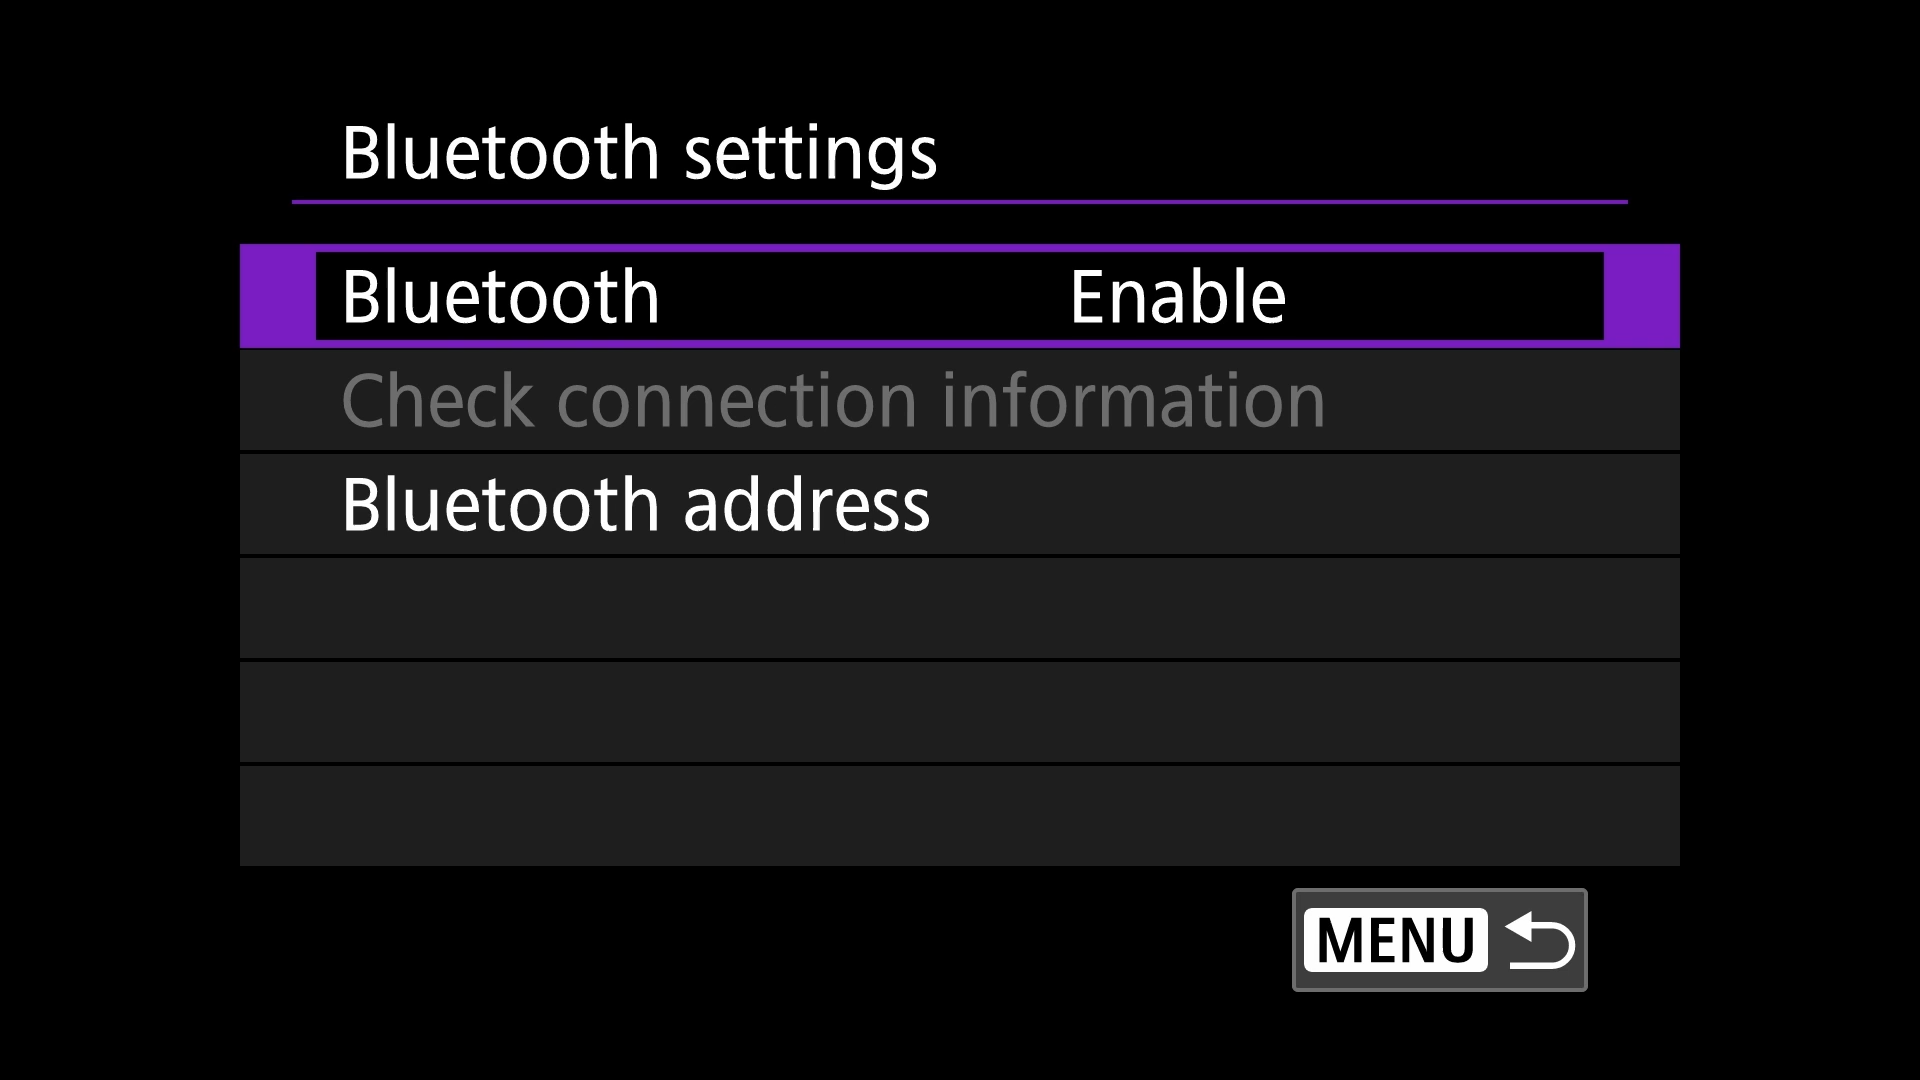 Bluetooth settings
Bluetooth Enable
Check connection information
Bluetooth address
MENU